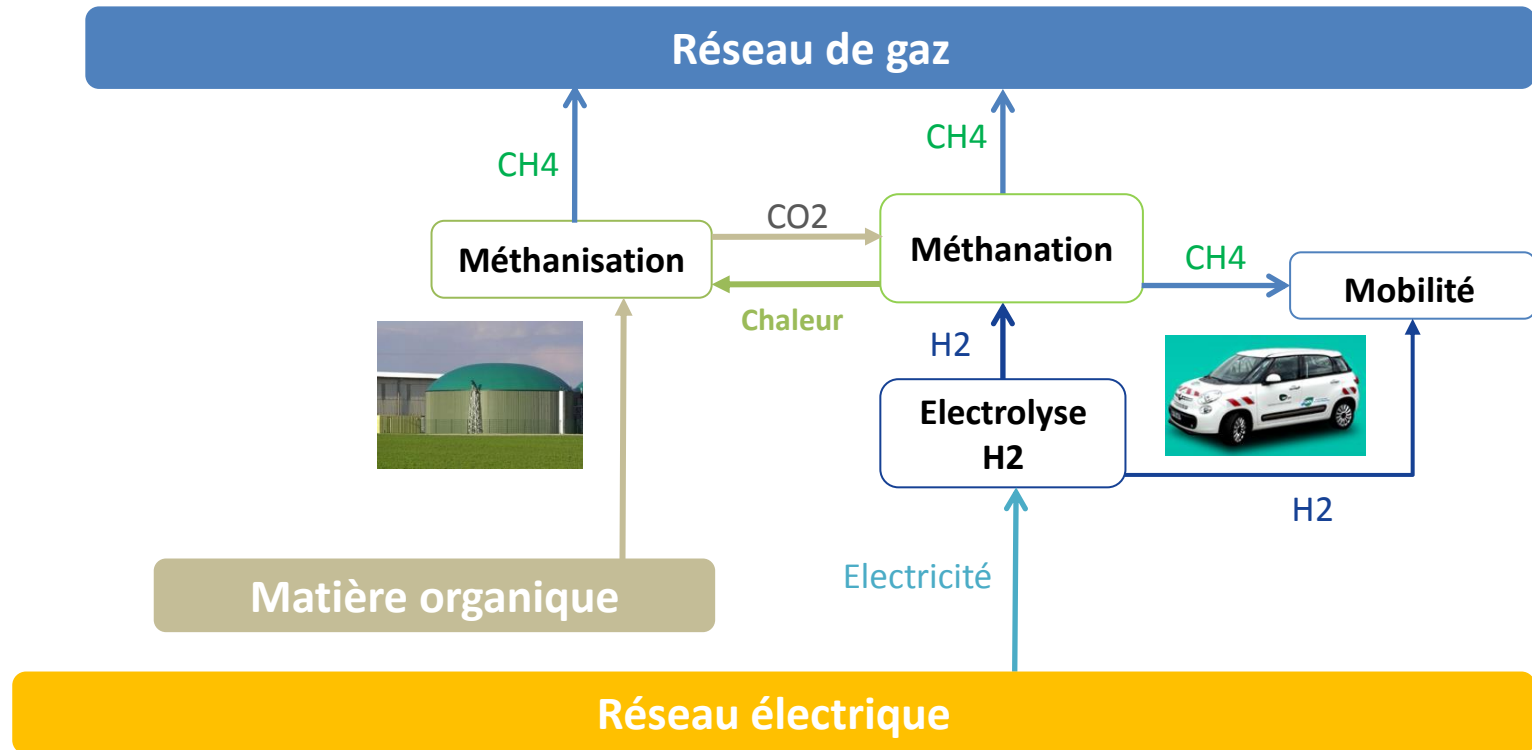 Réseau de gaz
CH4
CH4
CO2
Méthanisation
Méthanation
CH4
Mobilité
Chaleur
H2
Electrolyse
H2
H2
Electricité
Matière organique
Réseau électrique